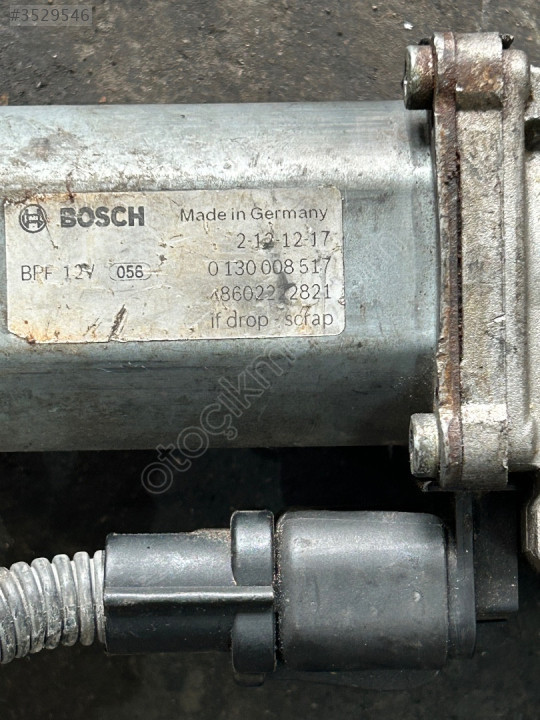 #3529546
BOSCH Made in Germany
2-12-12-17
BPF 12V 056 0 130 008 517
if drop - scrap
otoçıkma